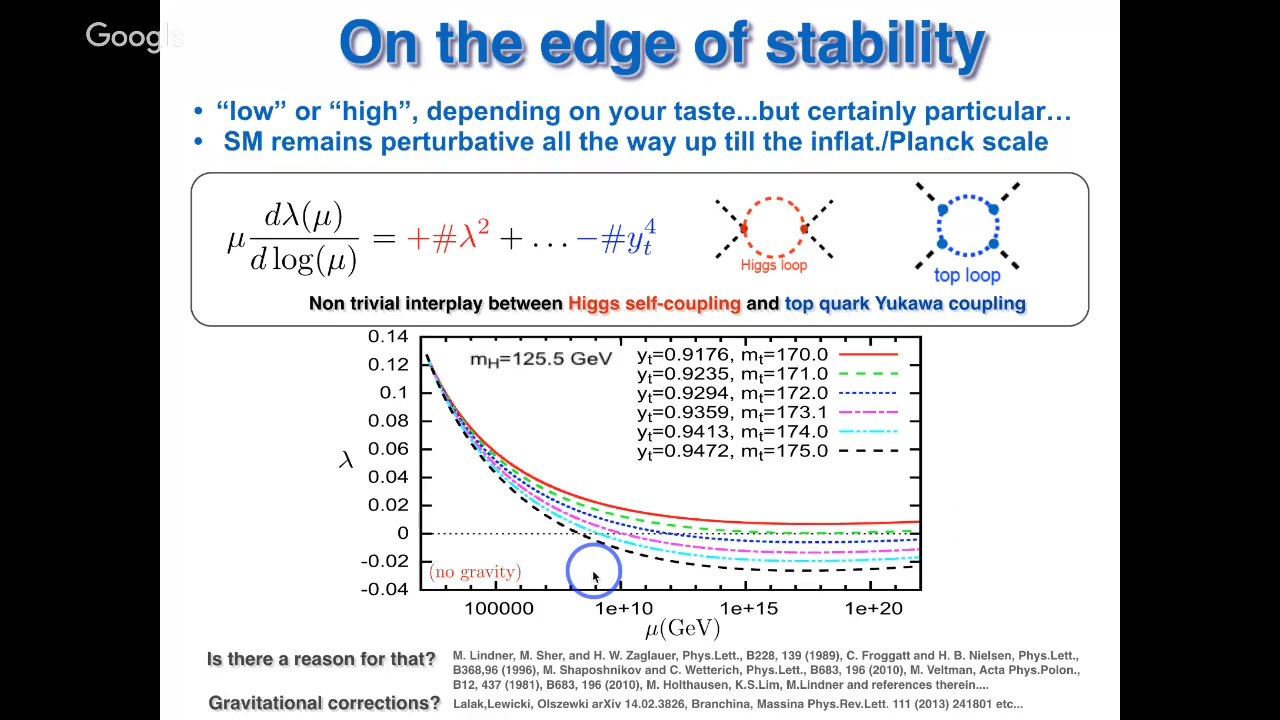 Google
On the edge of stability
• “low” or “high”, depending on your taste...but certainly particular…
• SM remains perturbative all the way up till the inflat./Planck scale
μ dλ(μ) / d log(μ) = +#λ² + … −#y_t⁴
Higgs loop
top loop
Non trivial interplay between Higgs self-coupling and top quark Yukawa coupling
0.14
0.12
0.1
0.08
0.06
0.04
0.02
0
-0.02
-0.04
λ
m_H=125.5 GeV
y_t=0.9176, m_t=170.0
y_t=0.9235, m_t=171.0
y_t=0.9294, m_t=172.0
y_t=0.9359, m_t=173.1
y_t=0.9413, m_t=174.0
y_t=0.9472, m_t=175.0
(no gravity)
100000 1e+10 1e+15 1e+20
μ(GeV)
Is there a reason for that?
M. Lindner, M. Sher, and H. W. Zaglauer, Phys.Lett., B228, 139 (1989), C. Froggatt and H. B. Nielsen, Phys.Lett.,
B368,96 (1996), M. Shaposhnikov and C. Wetterich, Phys.Lett., B683, 196 (2010), M. Veltman, Acta Phys.Polon.,
B12, 437 (1981), B683, 196 (2010), M. Holthausen, K.S.Lim, M.Lindner and references therein....
Gravitational corrections?
Lalak,Lewicki, Olszewski arXiv 14.02.3826, Branchina, Massina Phys.Rev.Lett. 111 (2013) 241801 etc...